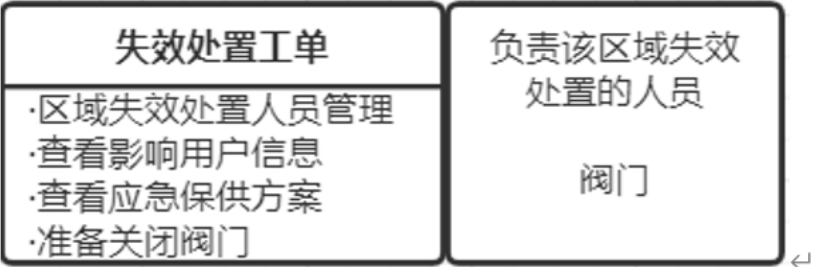 失效处置工单
·区域失效处置人员管理
·查看影响用户信息
·查看应急保供方案
·准备关闭阀门
负责该区域失效
处置的人员
阀门